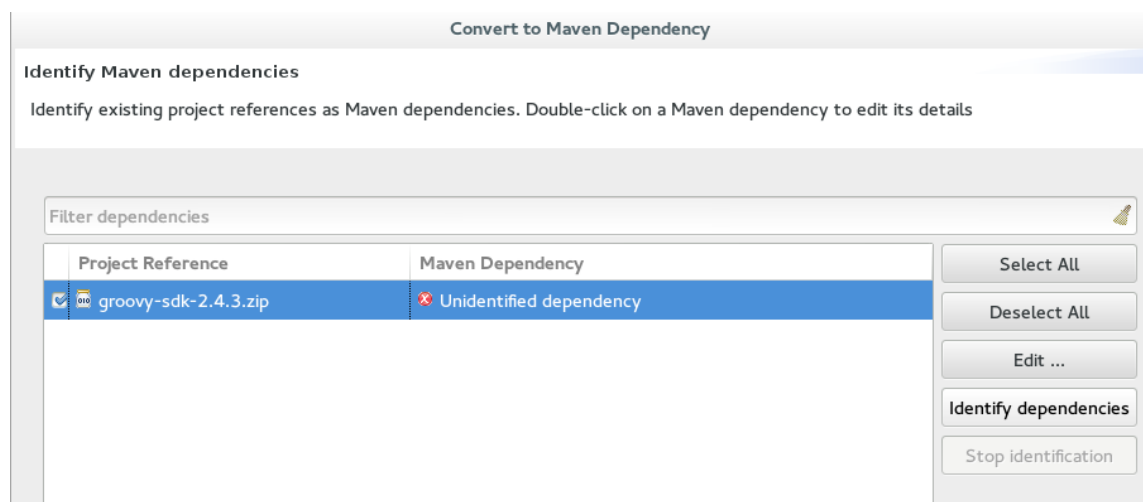 Convert to Maven Dependency
Identify Maven dependencies
Identify existing project references as Maven dependencies. Double-click on a Maven dependency to edit its details
Filter dependencies
Project Reference Maven Dependency
Select All
groovy-sdk-2.4.3.zip Unidentified dependency
Deselect All
Edit ...
Identify dependencies
Stop identification